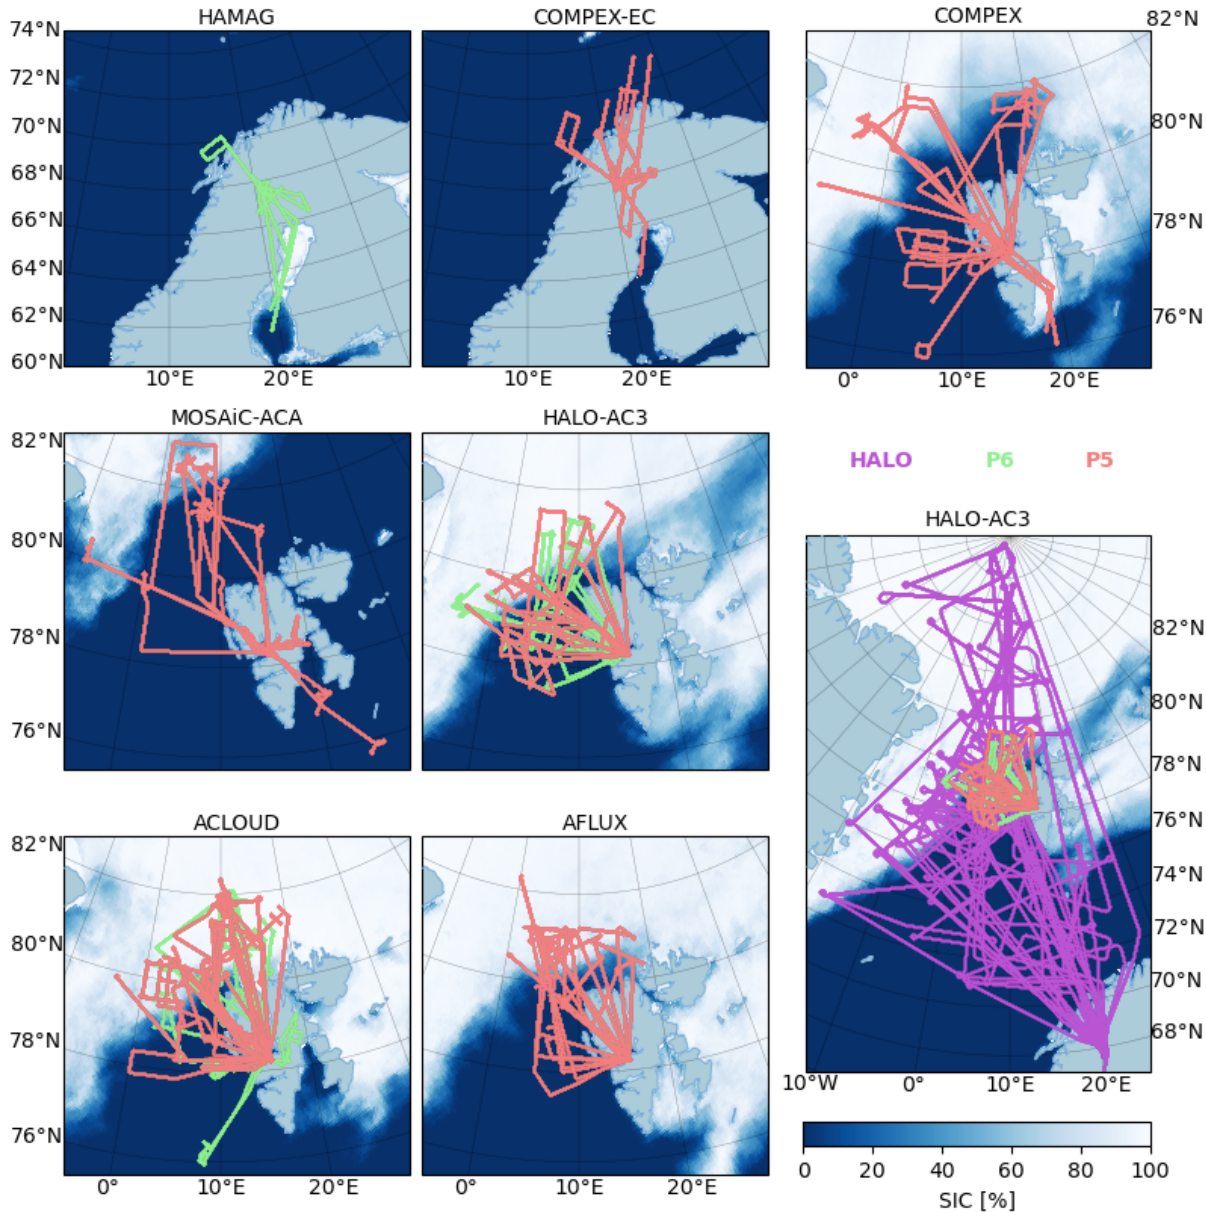 HAMAG
COMPEX-EC
COMPEX
82°N
74°N
72°N
70°N
68°N
66°N
64°N
62°N
60°N
80°N
78°N
76°N
10°E
20°E
10°E
20°E
0°
10°E
20°E
MOSAiC-ACA
HALO-AC3
82°N
80°N
78°N
76°N
HALO
P6
P5
HALO-AC3
82°N
80°N
78°N
76°N
74°N
72°N
70°N
68°N
10°W
0°
10°E
20°E
ACLOUD
AFLUX
82°N
80°N
78°N
76°N
0°
10°E
20°E
0°
10°E
20°E
0
20
40
60
80
100
SIC [%]